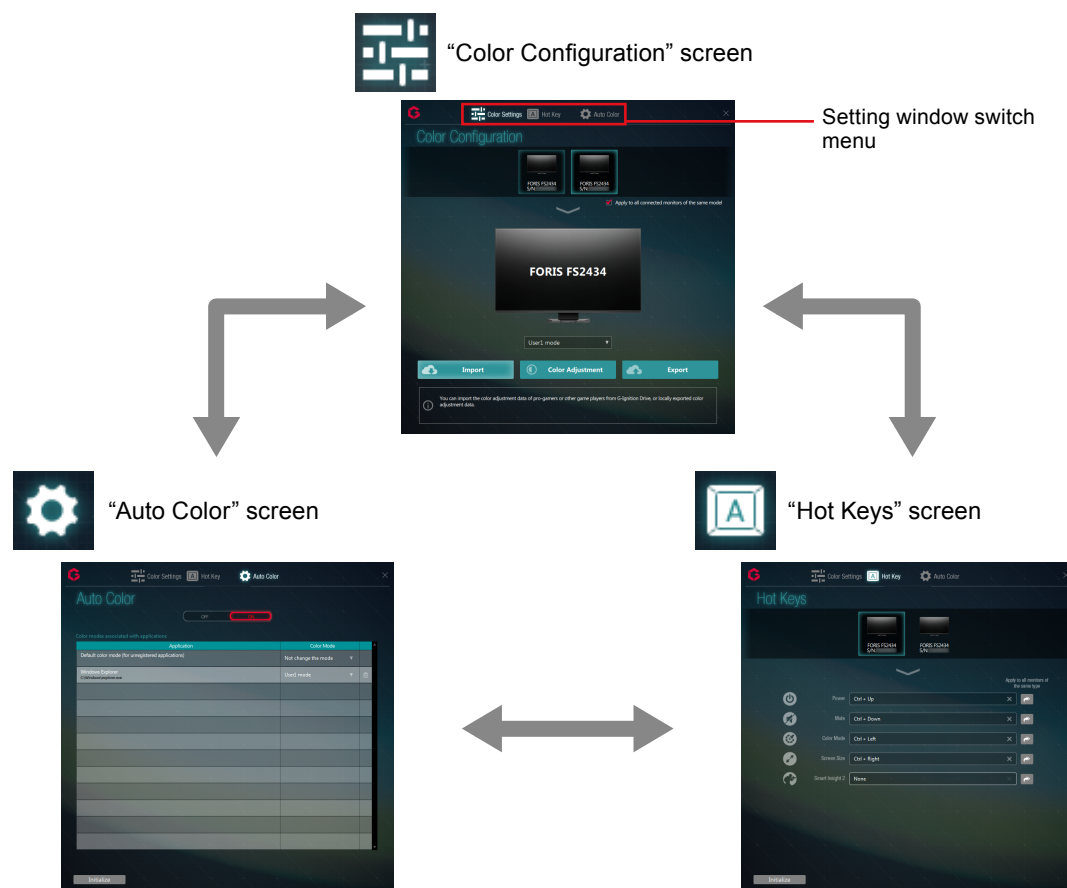 “Color Configuration” screen
G
Color Settings
A
Hot Key
Auto Color
Setting window switch
menu
Color Configuration
FORIS FS2434
S/N
FORIS FS2434
S/N
Apply to all connected monitors of the same model
FORIS FS2434
User1 mode
Import
Color Adjustment
Export
You can import the color adjustment data of pro-gamers or other game players from G-Ignition Drive, or locally exported color
adjustment data.
“Auto Color” screen
G
Color Settings
A
Hot Key
Auto Color
Auto Color
OFF
ON
Color modes associated with applications
Application
Color Mode
Default color mode (for unregistered applications)
Not change the mode
Windows Explorer
C:\Windows\explorer.exe
User1 mode
Initialize
A
“Hot Keys” screen
G
Color Settings
A
Hot Key
Auto Color
Hot Keys
FORIS FS2434
S/N
FORIS FS2434
S/N
Apply to all monitors of
the same type
Power
Ctrl + Up
Mute
Ctrl + Down
Color Mode
Ctrl + Left
Screen Size
Ctrl + Right
Smart Insight 2
None
Initialize